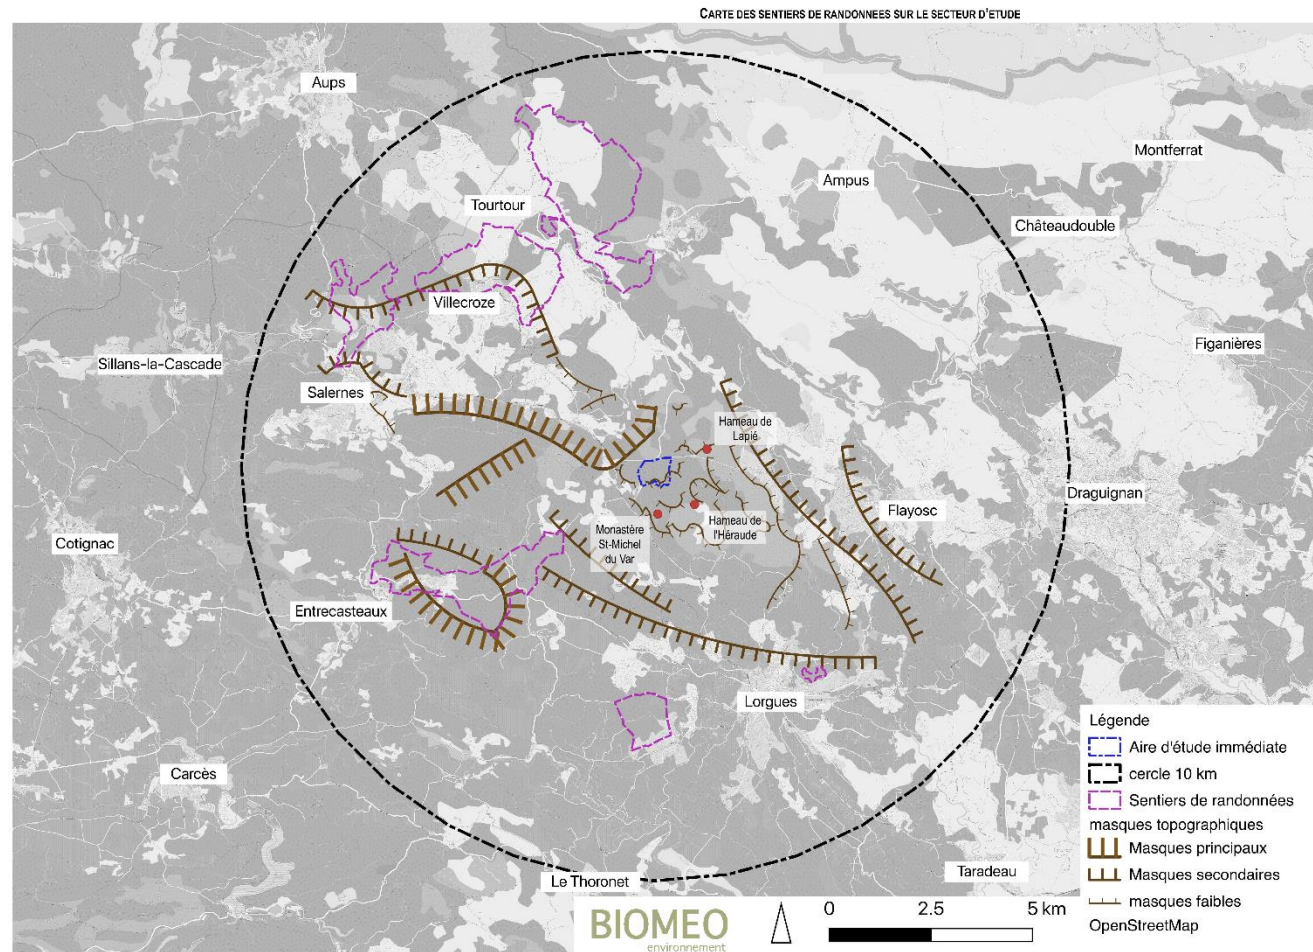 CARTE DES SENTIERS DE RANDONNEES SUR LE SECTEUR D'ETUDE
Aups
Montferrat
Ampus
Tourtour
Châteaudouble
Villecroze
Figanières
Sillans-la-Cascade
Salernes
Hameau de
Lapié
Draguignan
Flayosc
Hameau de
l'Héraude
Monastère
St-Michel
du Var
Cotignac
Entrecasteaux
Lorgues
Carcès
Le Thoronet
Taradeau
Légende
Aire d'étude immédiate
cercle 10 km
Sentiers de randonnées
masques topographiques
Masques principaux
Masques secondaires
masques faibles
OpenStreetMap
BIOMEO
environnement
0 2.5 5 km